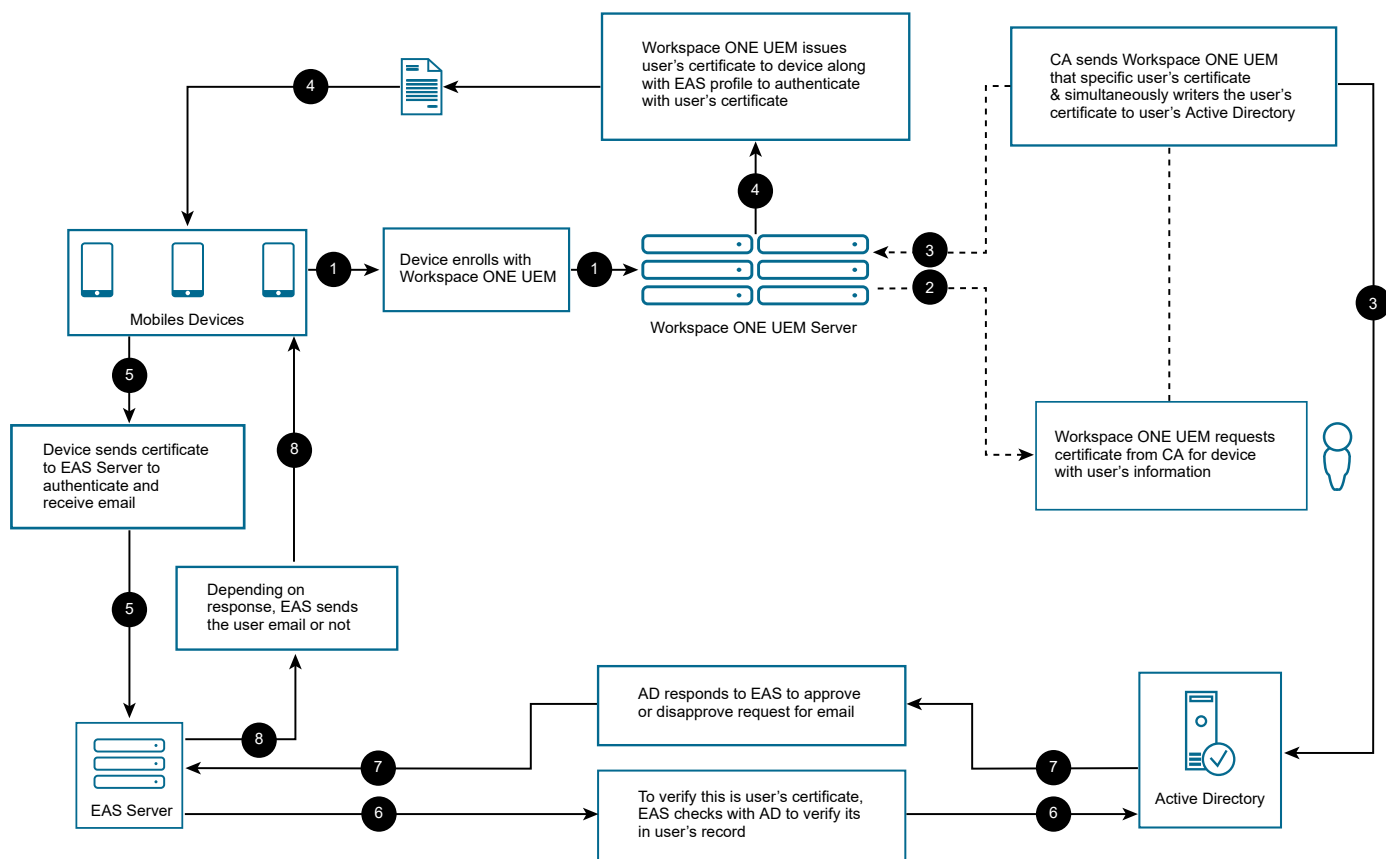 Workspace ONE UEM issues
user's certificate to device along
with EAS profile to authenticate
with user's certificate
CA sends Workspace ONE UEM
that specific user's certificate
& simultaneously writers the user's
certificate to user's Active Directory
4
4
3
2
3
1
Device enrolls with
Workspace ONE UEM
1
Mobiles Devices
Workspace ONE UEM Server
5
Device sends certificate
to EAS Server to
authenticate and
receive email
8
Workspace ONE UEM requests
certificate from CA for device
with user's information
5
Depending on
response, EAS sends
the user email or not
8
AD responds to EAS to approve
or disapprove request for email
7
7
EAS Server
6
To verify this is user's certificate,
EAS checks with AD to verify its
in user's record
6
Active Directory